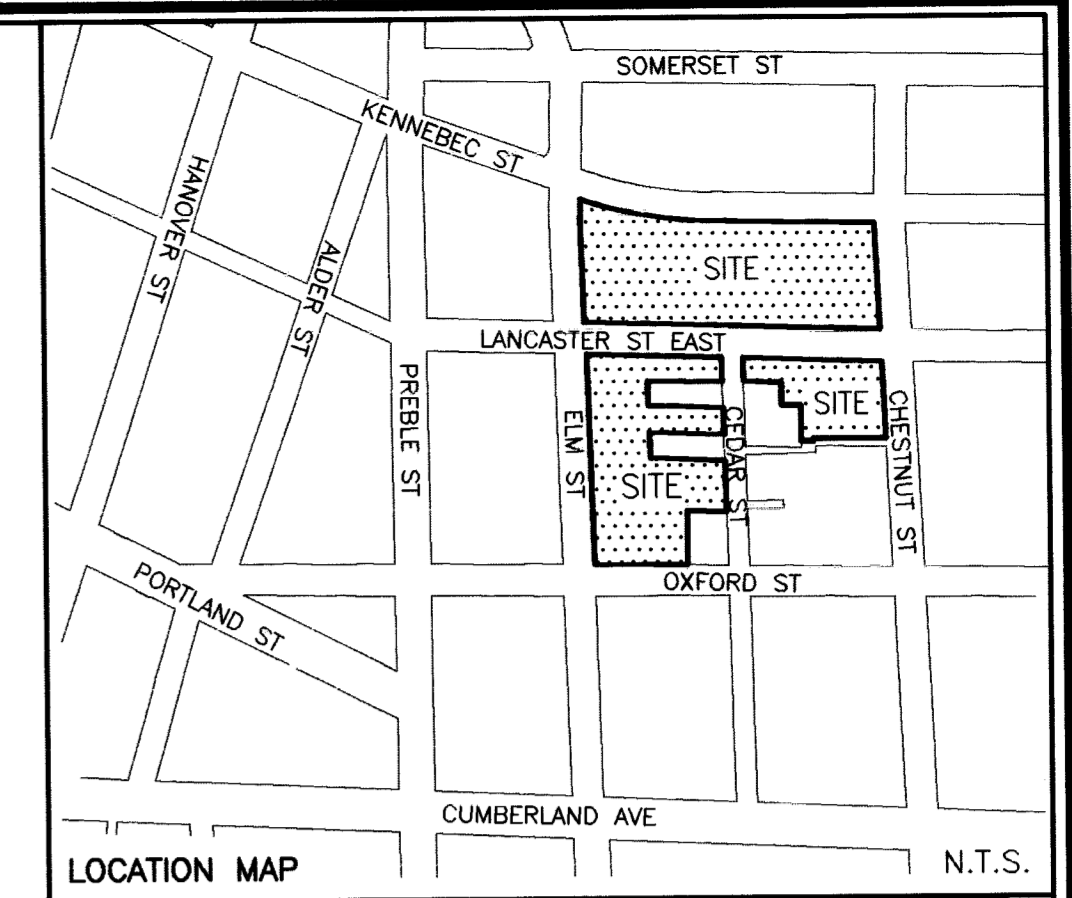 SOMERSET ST
KENNEBEC ST
HANOVER ST
ALDER ST
SITE
LANCASTER ST EAST
PREBLE ST
ELM ST
SITE
CEDAR ST
SITE
CHESTNUT ST
OXFORD ST
PORTLAND ST
CUMBERLAND AVE
LOCATION MAP
N.T.S.